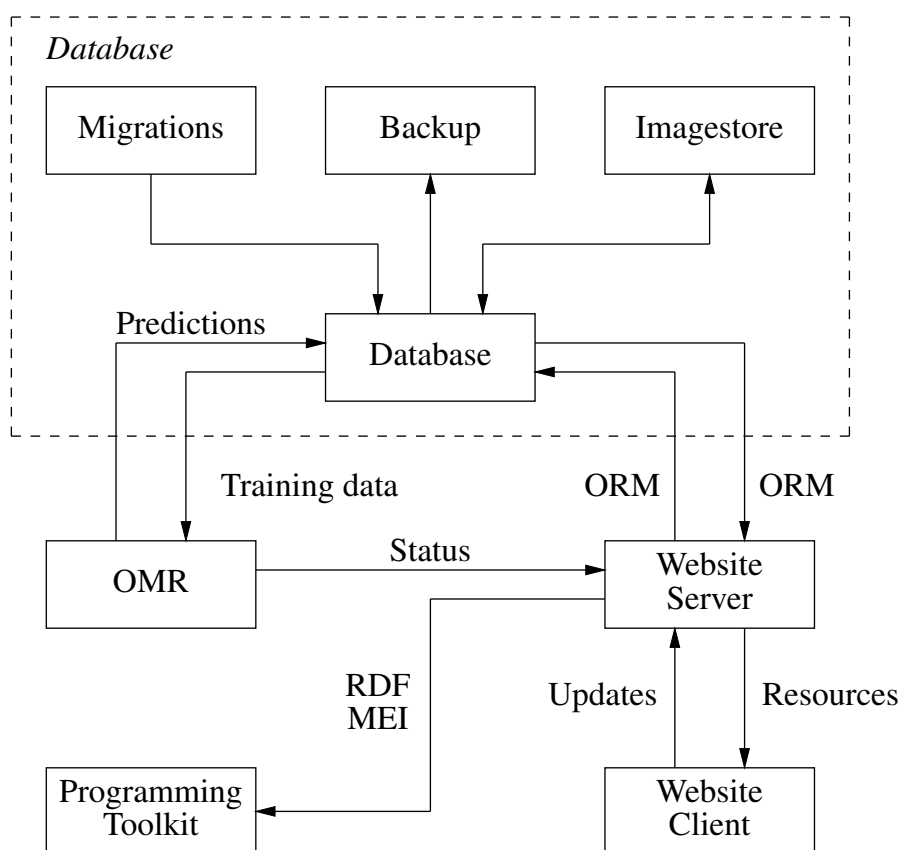 Database
Migrations
Backup
Imagestore
Predictions
Database
Training data
ORM
ORM
OMR
Status
Website
Server
RDF
MEI
Updates
Resources
Programming
Toolkit
Website
Client